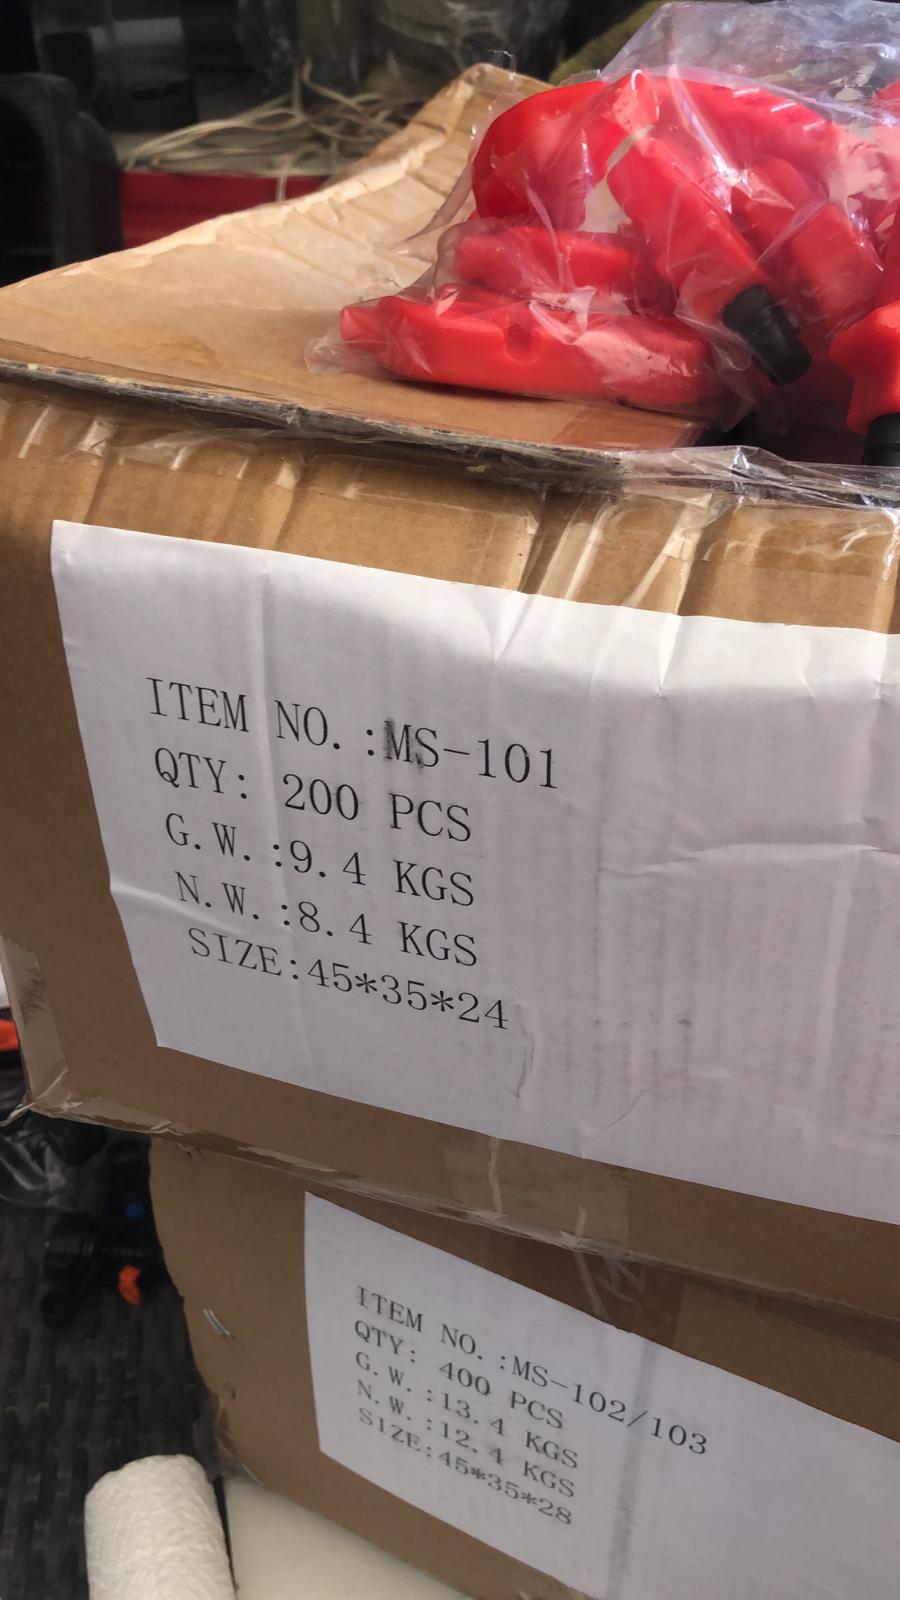 ITEM NO.:MS-101
QTY: 200 PCS
G.W.:9.4 KGS
N.W.:8.4 KGS
SIZE:45*35*24
ITEM NO.:MS-102/103
QTY: 400 PCS
G.W.:13.4 KGS
N.W.:12.4 KGS
SIZE:45*35*28